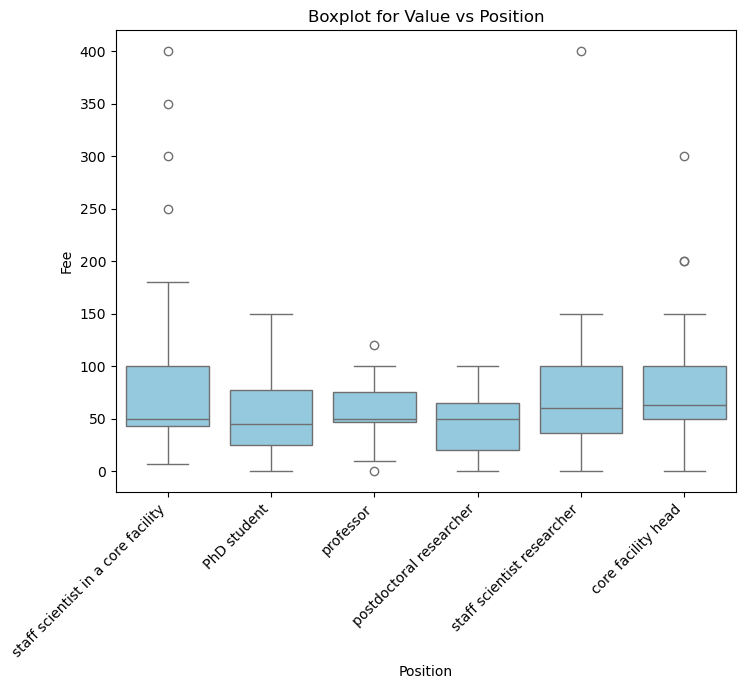 Boxplot for Value vs Position
400
350
300
250
200
150
100
50
0
Fee
staff scientist in a core facility
PhD student
professor
postdoctoral researcher
staff scientist researcher
core facility head
Position